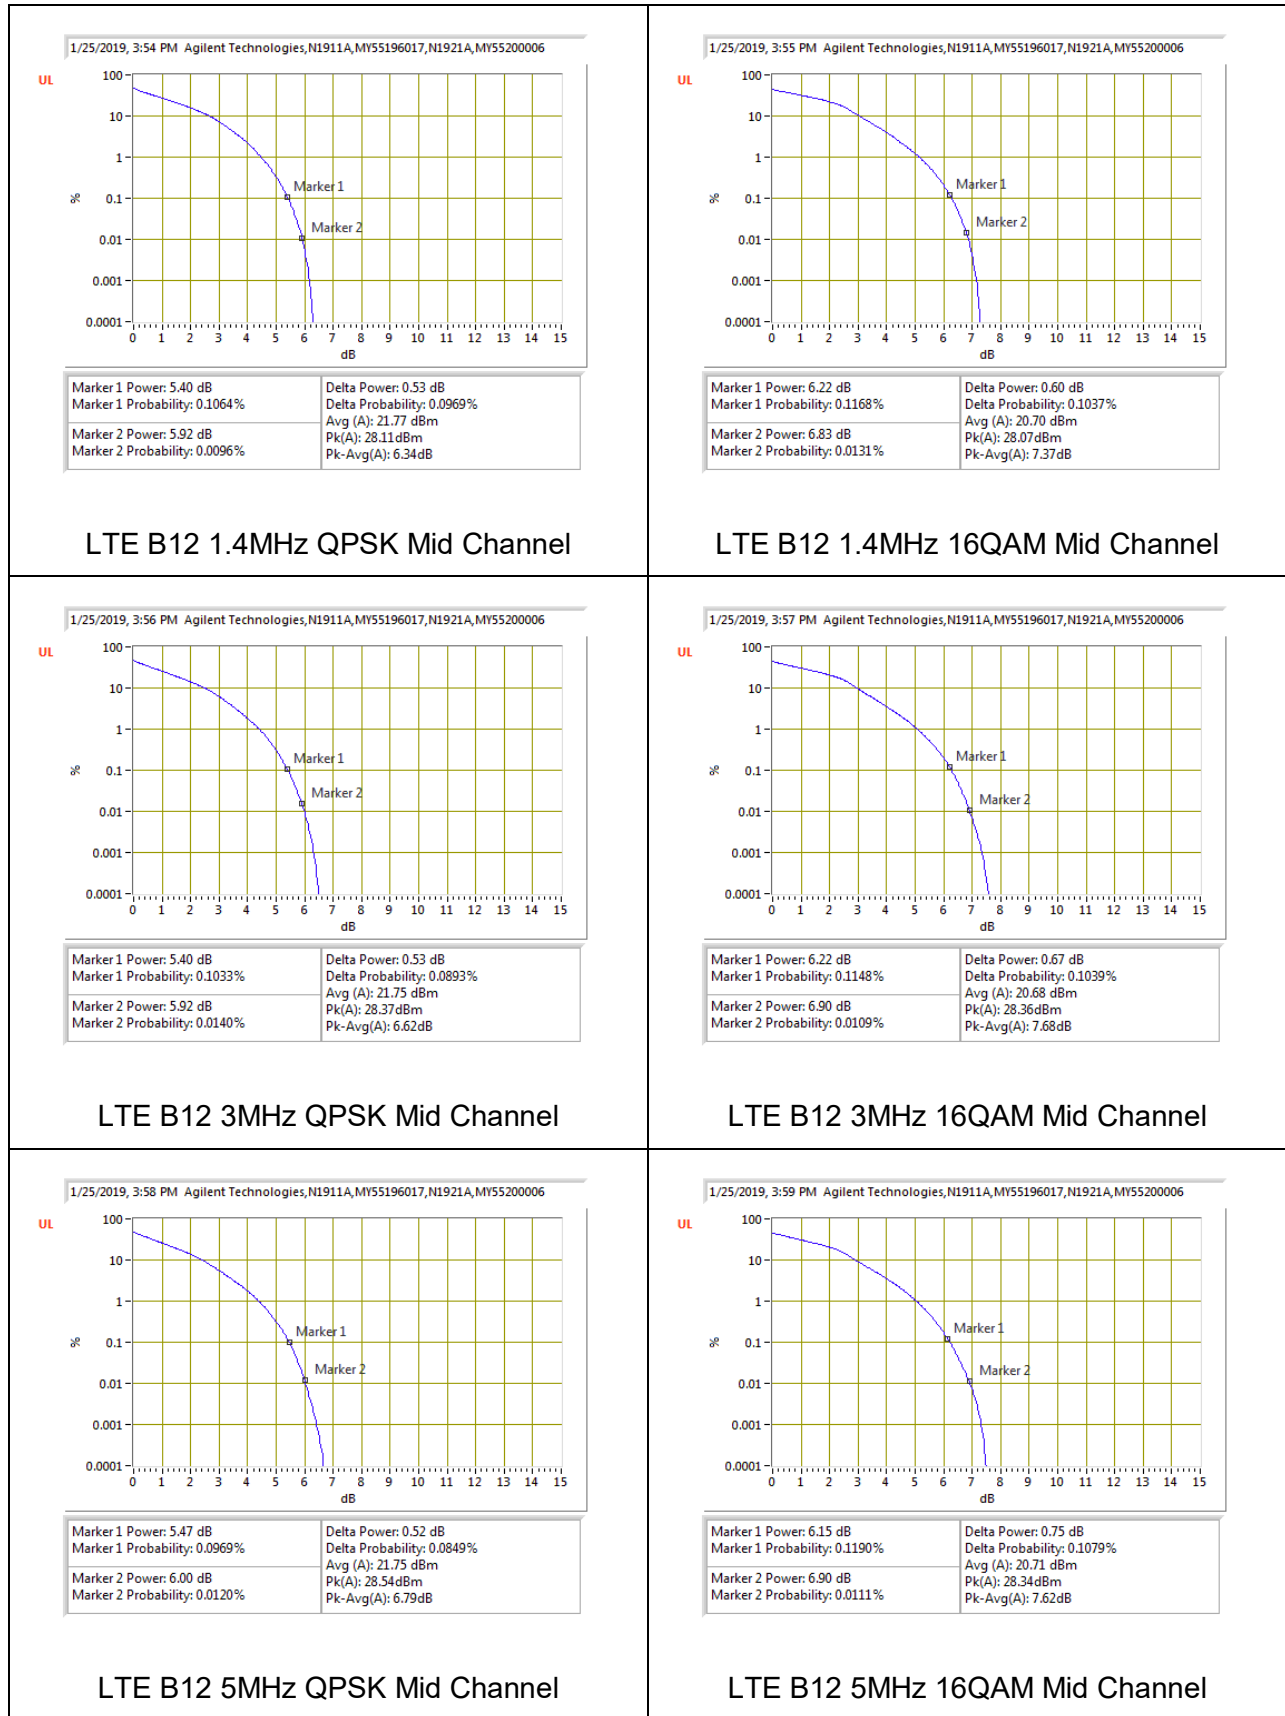 1/25/2019, 3:54 PM Agilent Technologies,N1911A,MY55196017,N1921A,MY55200006
UL
100
10
1
0.1
0.01
0.001
0.0001
%
Marker 1
Marker 2
0 1 2 3 4 5 6 7 8 9 10 11 12 13 14 15
dB
Marker 1 Power: 5.40 dB
Marker 1 Probability: 0.1064%
Marker 2 Power: 5.92 dB
Marker 2 Probability: 0.0096%
Delta Power: 0.53 dB
Delta Probability: 0.0969%
Avg (A): 21.77 dBm
Pk(A): 28.11dBm
Pk-Avg(A): 6.34dB
LTE B12 1.4MHz QPSK Mid Channel
1/25/2019, 3:55 PM Agilent Technologies,N1911A,MY55196017,N1921A,MY55200006
UL
100
10
1
0.1
0.01
0.001
0.0001
%
Marker 1
Marker 2
0 1 2 3 4 5 6 7 8 9 10 11 12 13 14 15
dB
Marker 1 Power: 6.22 dB
Marker 1 Probability: 0.1168%
Marker 2 Power: 6.83 dB
Marker 2 Probability: 0.0131%
Delta Power: 0.60 dB
Delta Probability: 0.1037%
Avg (A): 20.70 dBm
Pk(A): 28.07dBm
Pk-Avg(A): 7.37dB
LTE B12 1.4MHz 16QAM Mid Channel
1/25/2019, 3:56 PM Agilent Technologies,N1911A,MY55196017,N1921A,MY55200006
UL
100
10
1
0.1
0.01
0.001
0.0001
%
Marker 1
Marker 2
0 1 2 3 4 5 6 7 8 9 10 11 12 13 14 15
dB
Marker 1 Power: 5.40 dB
Marker 1 Probability: 0.1033%
Marker 2 Power: 5.92 dB
Marker 2 Probability: 0.0140%
Delta Power: 0.53 dB
Delta Probability: 0.0893%
Avg (A): 21.75 dBm
Pk(A): 28.37dBm
Pk-Avg(A): 6.62dB
LTE B12 3MHz QPSK Mid Channel
1/25/2019, 3:57 PM Agilent Technologies,N1911A,MY55196017,N1921A,MY55200006
UL
100
10
1
0.1
0.01
0.001
0.0001
%
Marker 1
Marker 2
0 1 2 3 4 5 6 7 8 9 10 11 12 13 14 15
dB
Marker 1 Power: 6.22 dB
Marker 1 Probability: 0.1148%
Marker 2 Power: 6.90 dB
Marker 2 Probability: 0.0109%
Delta Power: 0.67 dB
Delta Probability: 0.1039%
Avg (A): 20.68 dBm
Pk(A): 28.36dBm
Pk-Avg(A): 7.68dB
LTE B12 3MHz 16QAM Mid Channel
1/25/2019, 3:58 PM Agilent Technologies,N1911A,MY55196017,N1921A,MY55200006
UL
100
10
1
0.1
0.01
0.001
0.0001
%
Marker 1
Marker 2
0 1 2 3 4 5 6 7 8 9 10 11 12 13 14 15
dB
Marker 1 Power: 5.47 dB
Marker 1 Probability: 0.0969%
Marker 2 Power: 6.00 dB
Marker 2 Probability: 0.0120%
Delta Power: 0.52 dB
Delta Probability: 0.0849%
Avg (A): 21.75 dBm
Pk(A): 28.54dBm
Pk-Avg(A): 6.79dB
LTE B12 5MHz QPSK Mid Channel
1/25/2019, 3:59 PM Agilent Technologies,N1911A,MY55196017,N1921A,MY55200006
UL
100
10
1
0.1
0.01
0.001
0.0001
%
Marker 1
Marker 2
0 1 2 3 4 5 6 7 8 9 10 11 12 13 14 15
dB
Marker 1 Power: 6.15 dB
Marker 1 Probability: 0.1190%
Marker 2 Power: 6.90 dB
Marker 2 Probability: 0.0111%
Delta Power: 0.75 dB
Delta Probability: 0.1079%
Avg (A): 20.71 dBm
Pk(A): 28.34dBm
Pk-Avg(A): 7.62dB
LTE B12 5MHz 16QAM Mid Channel